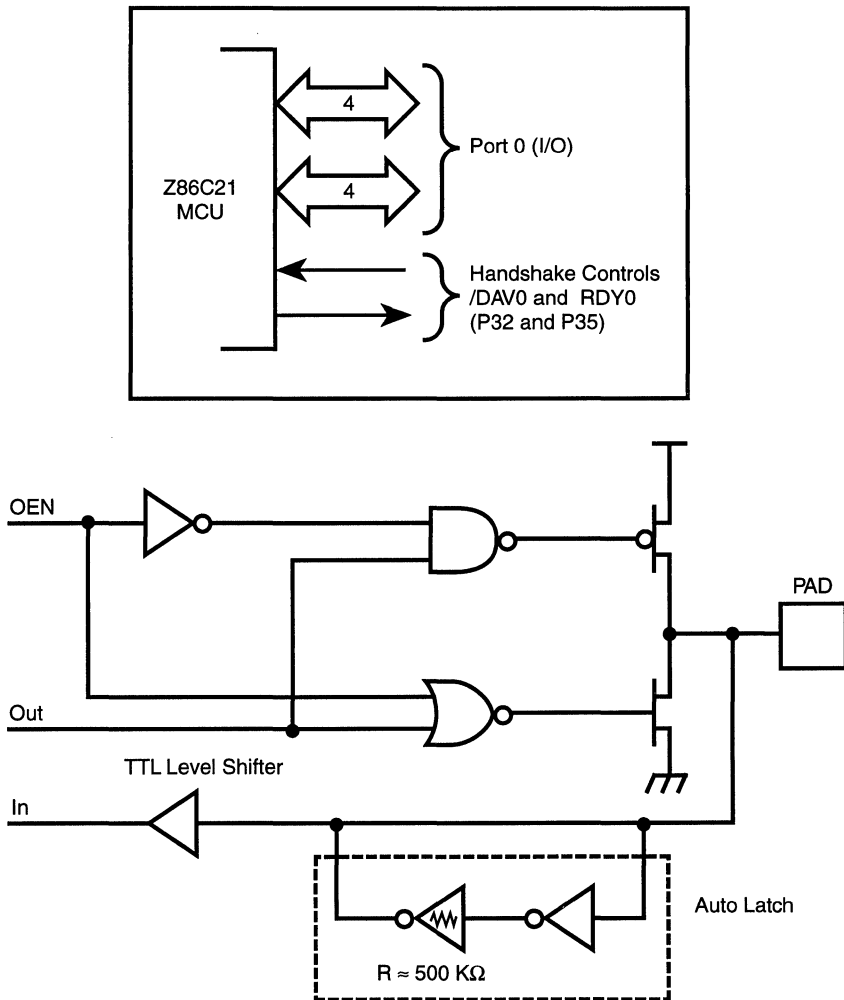 4
Port 0 (I/O)
Z86C21
MCU
4
Handshake Controls
/DAV0 and RDY0
(P32 and P35)
OEN
PAD
Out
TTL Level Shifter
In
Auto Latch
R ≈ 500 KΩ